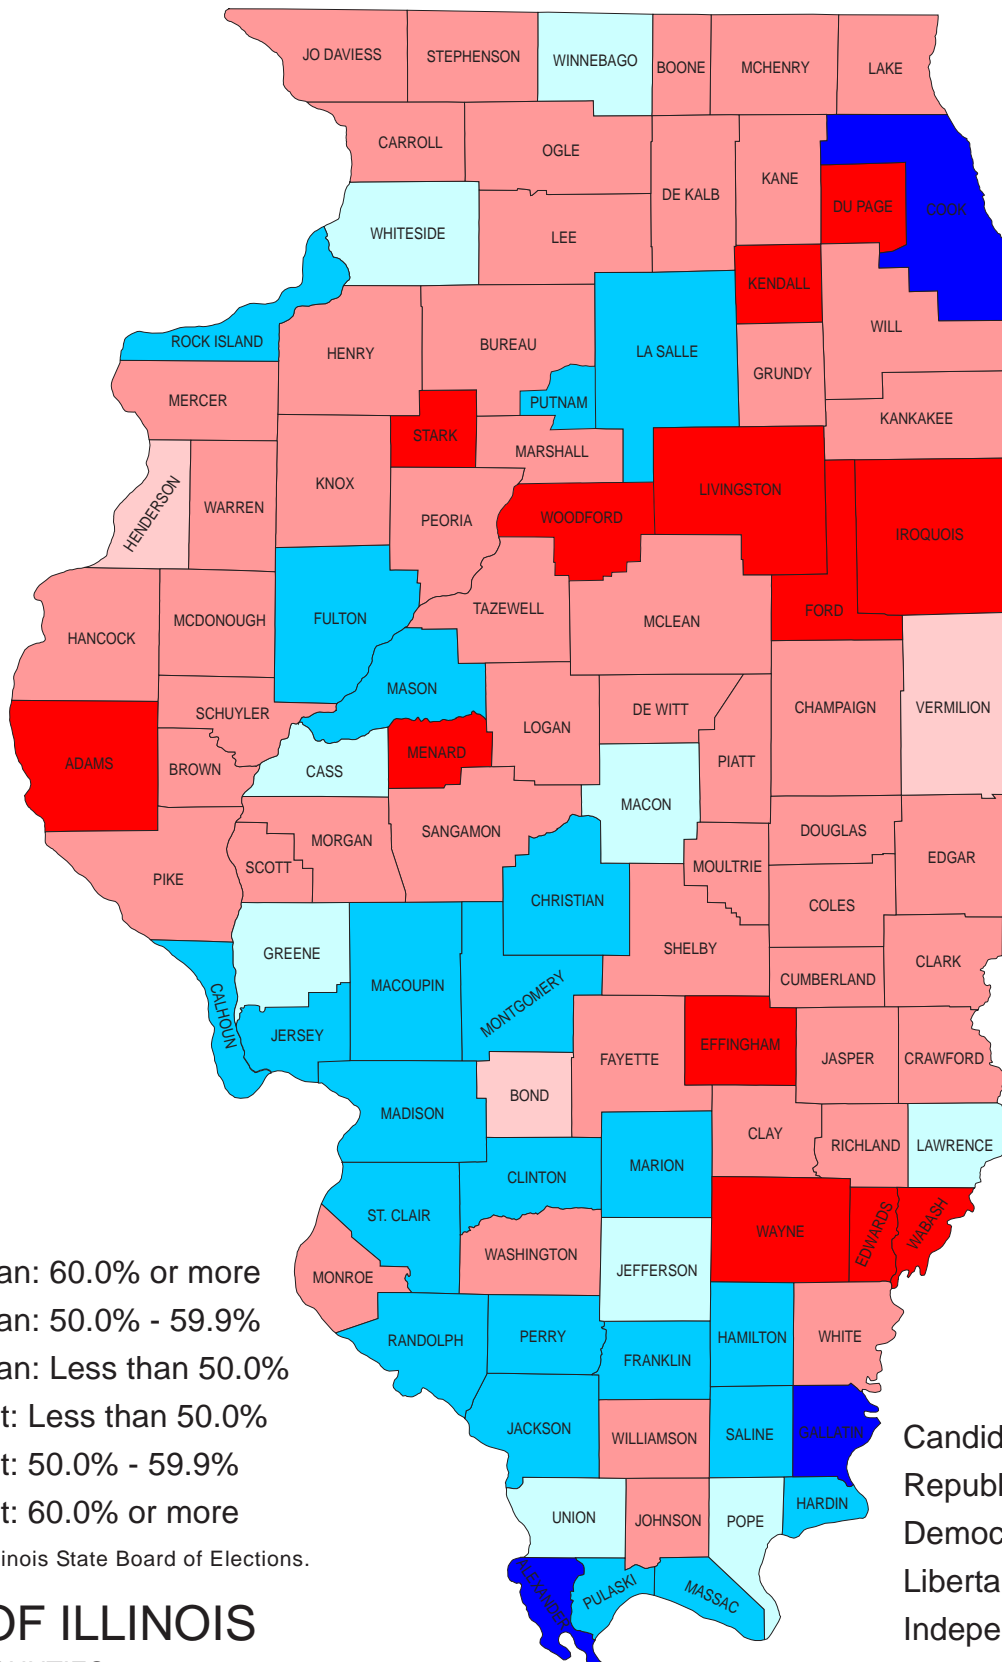 JO DAVIESS
STEPHENSON
WINNEBAGO
BOONE
MCHENRY
LAKE
CARROLL
OGLE
DE KALB
KANE
DU PAGE
COOK
WHITESIDE
LEE
KENDALL
ROCK ISLAND
HENRY
BUREAU
LA SALLE
WILL
GRUNDY
MERCER
PUTNAM
KANKAKEE
STARK
MARSHALL
HENDERSON
WARREN
KNOX
PEORIA
WOODFORD
LIVINGSTON
IROQUOIS
HANCOCK
MCDONOUGH
FULTON
TAZEWELL
MCLEAN
FORD
MASON
SCHUYLER
LOGAN
DE WITT
CHAMPAIGN
VERMILION
ADAMS
BROWN
CASS
MENARD
PIATT
MACON
PIKE
SCOTT
MORGAN
SANGAMON
DOUGLAS
EDGAR
MOULTRIE
CHRISTIAN
COLES
GREENE
SHELBY
CLARK
CUMBERLAND
CALHOUN
JERSEY
MACOUPIN
MONTGOMERY
FAYETTE
EFFINGHAM
JASPER
CRAWFORD
BOND
MADISON
CLAY
RICHLAND
LAWRENCE
CLINTON
MARION
ST. CLAIR
WAYNE
EDWARDS
WABASH
MONROE
WASHINGTON
JEFFERSON
RANDOLPH
PERRY
HAMILTON
WHITE
FRANKLIN
JACKSON
WILLIAMSON
SALINE
GALLATIN
UNION
JOHNSON
POPE
HARDIN
ALEXANDER
PULASKI
MASSAC
an: 60.0% or more
an: 50.0% - 59.9%
an: Less than 50.0%
t: Less than 50.0%
t: 50.0% - 59.9%
t: 60.0% or more
linois State Board of Elections.
OF ILLINOIS
Candid
Republ
Democ
Liberta
Indepe